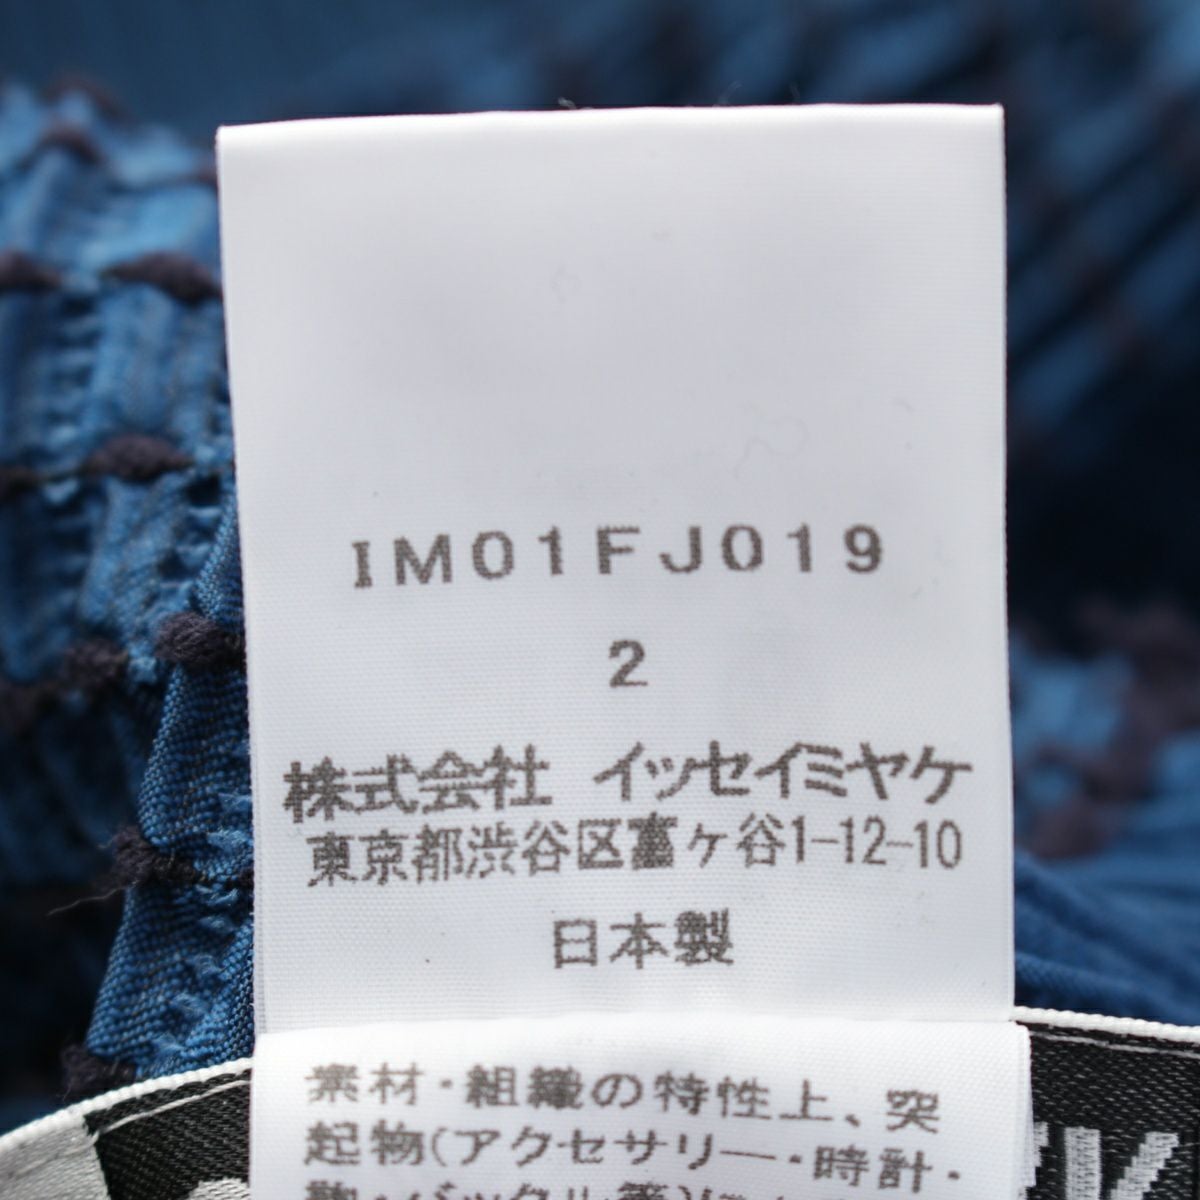 IM01FJ019
2
株式会社 イッセイミヤケ
東京都渋谷区富ヶ谷1-12-10
日本製
素材・組織の特性上、突
起物(アクセサリー・時計・